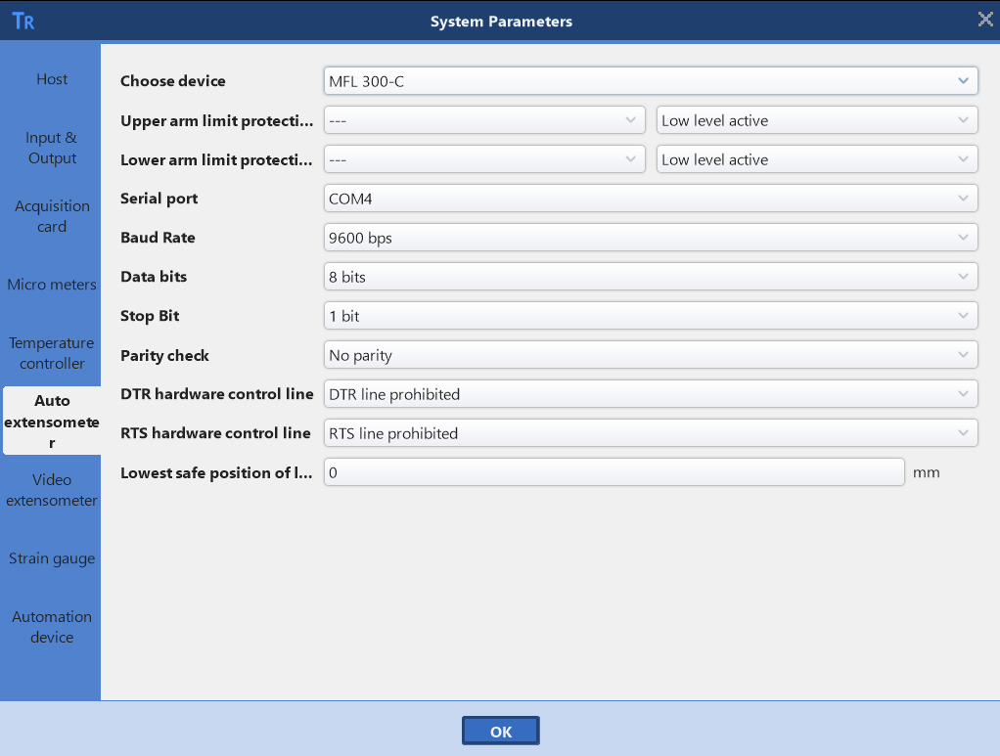 TR
System Parameters
Host
Input &
Output
Acquisition
card
Micro meters
Temperature
controller
Auto
extensomete
r
Video
extensometer
Strain gauge
Automation
device
Choose device
MFL 300-C
Upper arm limit protecti...
---
Low level active
Lower arm limit protecti...
---
Low level active
Serial port
COM4
Baud Rate
9600 bps
Data bits
8 bits
Stop Bit
1 bit
Parity check
No parity
DTR hardware control line
DTR line prohibited
RTS hardware control line
RTS line prohibited
Lowest safe position of l...
0
mm
OK